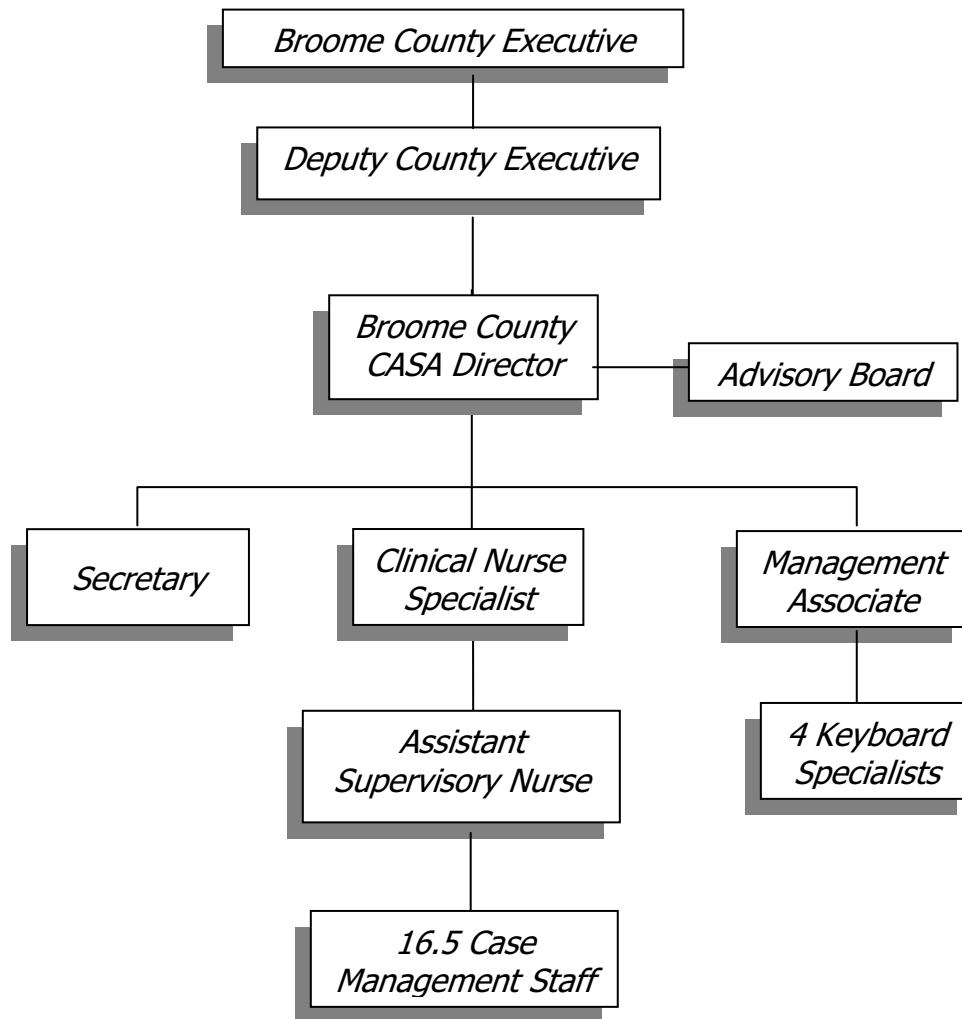 Broome County Executive
Deputy County Executive
Broome County
CASA Director
Advisory Board
Secretary
Clinical Nurse
Specialist
Management
Associate
Assistant
Supervisory Nurse
4 Keyboard
Specialists
16.5 Case
Management Staff